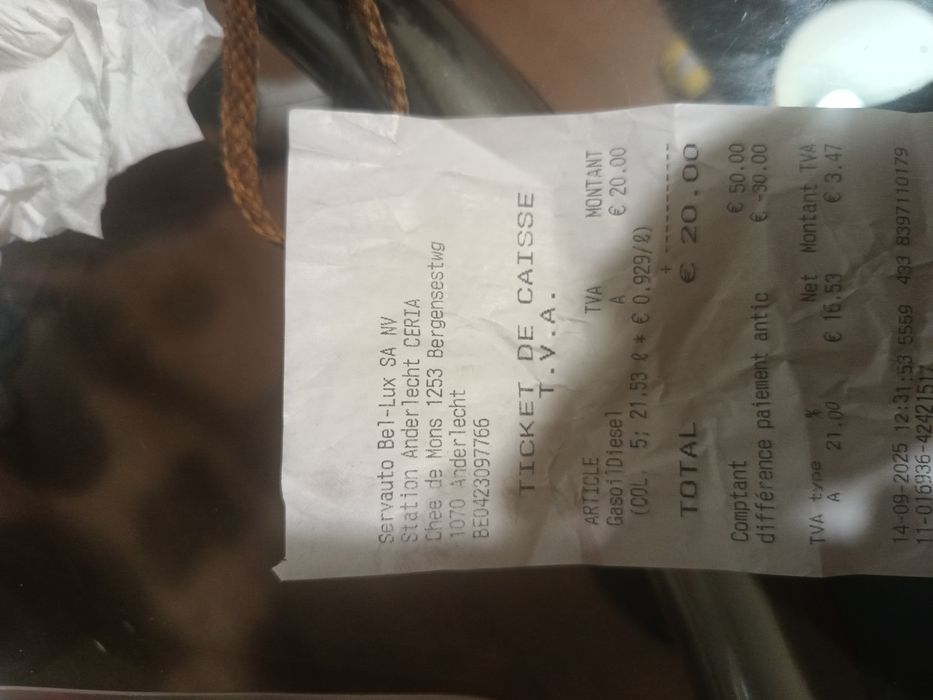 Servauto Bel-Lux SA NV
Station Anderlecht CERIA
Chee de Mons 1253 Bergensestwg
1070 Anderlecht
BE0423097766
TICKET DE CAISSE
T.V.A.
ARTICLE TVA MONTANT
GasoilDiesel A € 20.00
(COL. 5; 21.53 ℓ * € 0.929/ℓ)
+ -----------
TOTAL € 20.00
Comptant € 50.00
différence paiement antic € -30.00
TVA type % Net Montant TVA
A 21.00 € 16.53 € 3.47
14-09-2025 12:31:53 5559 433 8397110179
11-016936-42421517